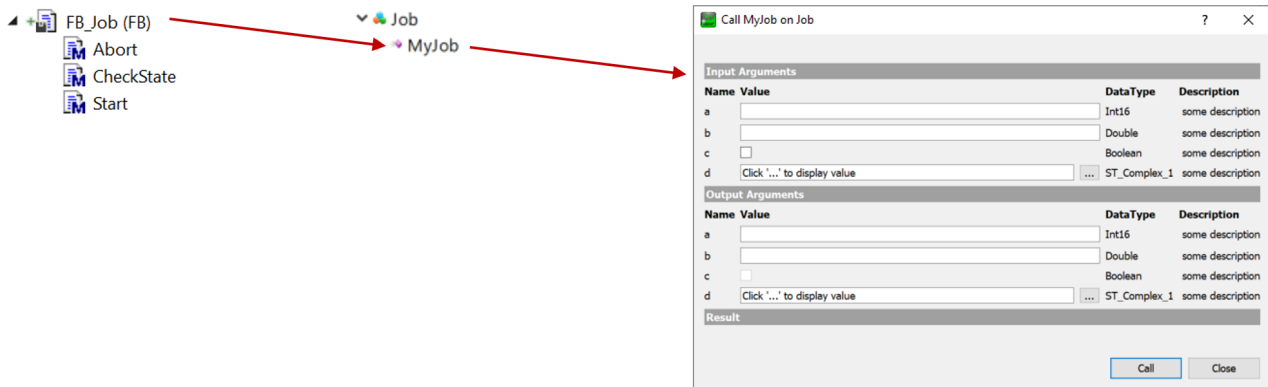 FB_Job (FB)
Abort
CheckState
Start
Job
MyJob
Call MyJob on Job
Input Arguments
Name Value DataType Description
a Int16 some description
b Double some description
c Boolean some description
d Click '...' to display value ... ST_Complex_1 some description
Output Arguments
Name Value DataType Description
a Int16 some description
b Double some description
c Boolean some description
d Click '...' to display value ... ST_Complex_1 some description
Result
Call Close